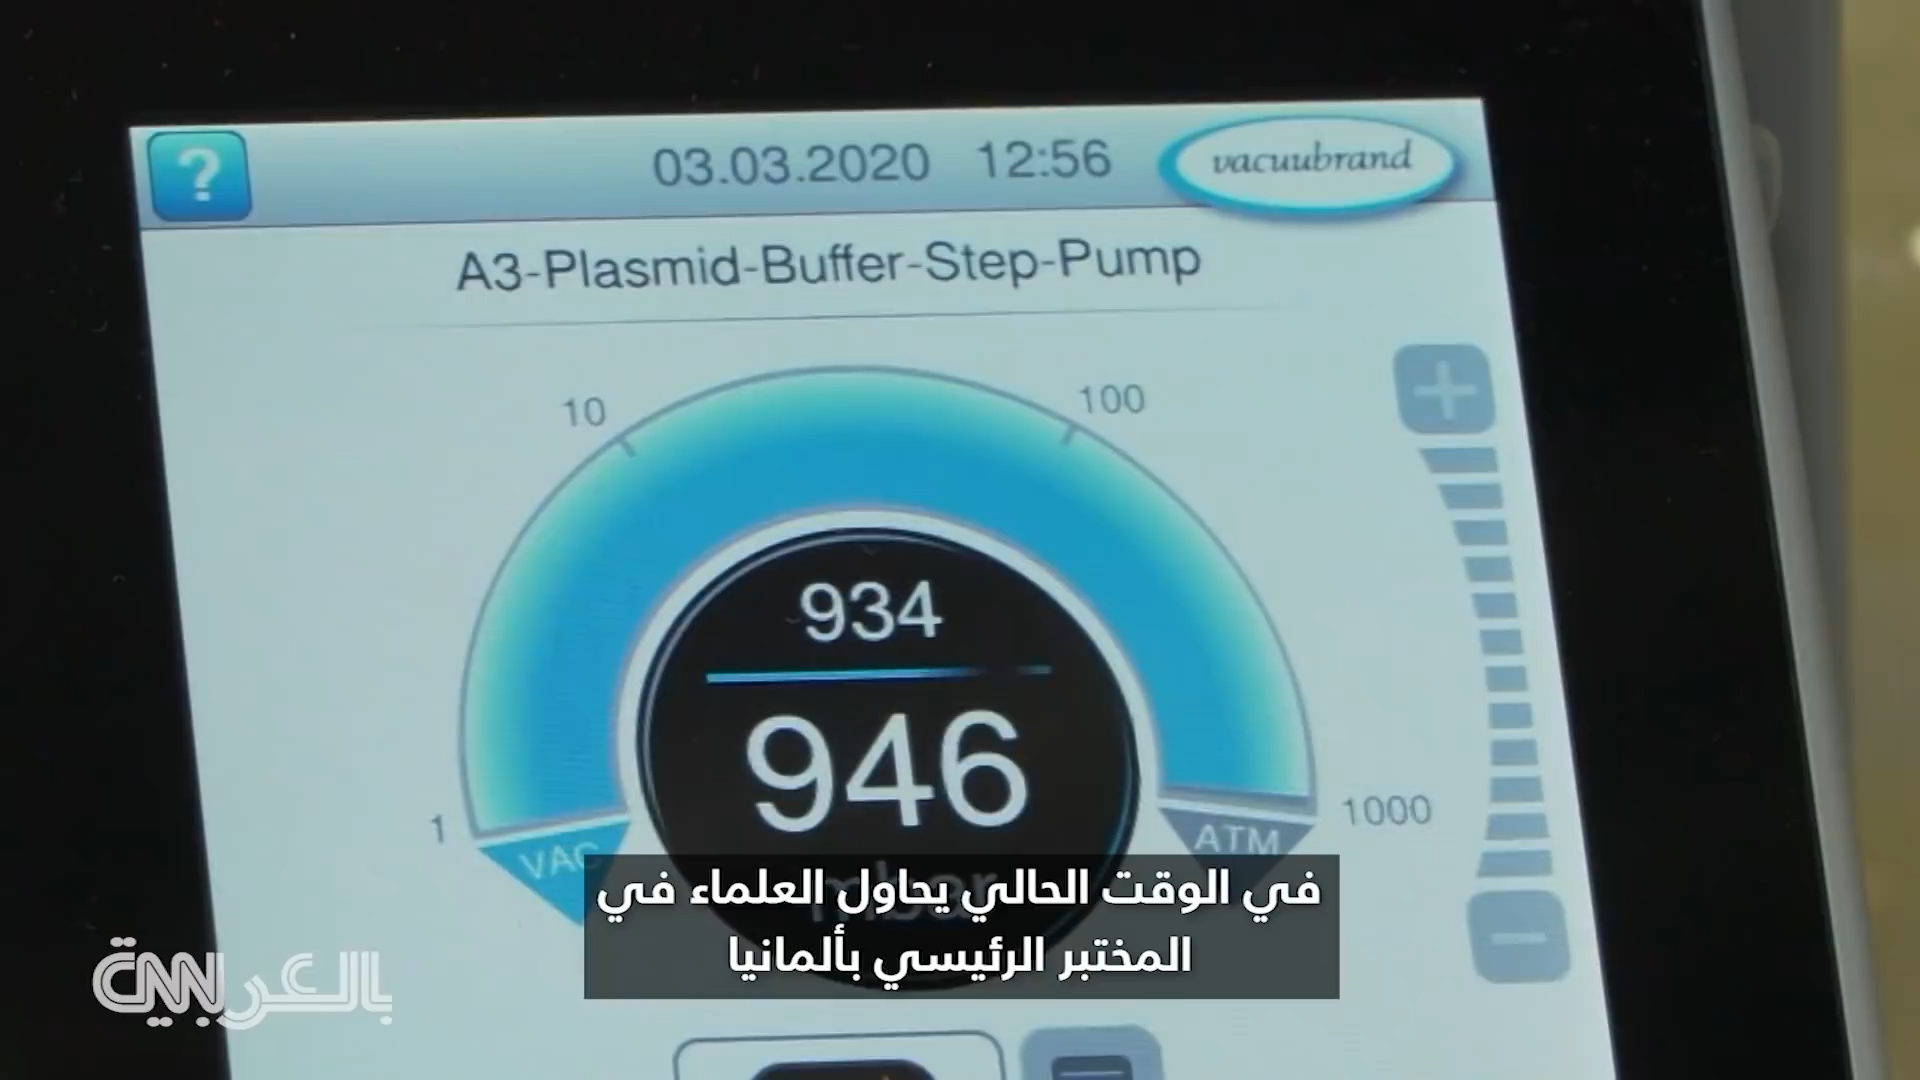 ?
03.03.2020 12:56
vacuubrand
A3-Plasmid-Buffer-Step-Pump
10
100
934
946
mbar
1
1000
VAC
ATM
في الوقت الحالي يحاول العلماء في
المختبر الرئيسي بألمانيا
CNN بالعربية